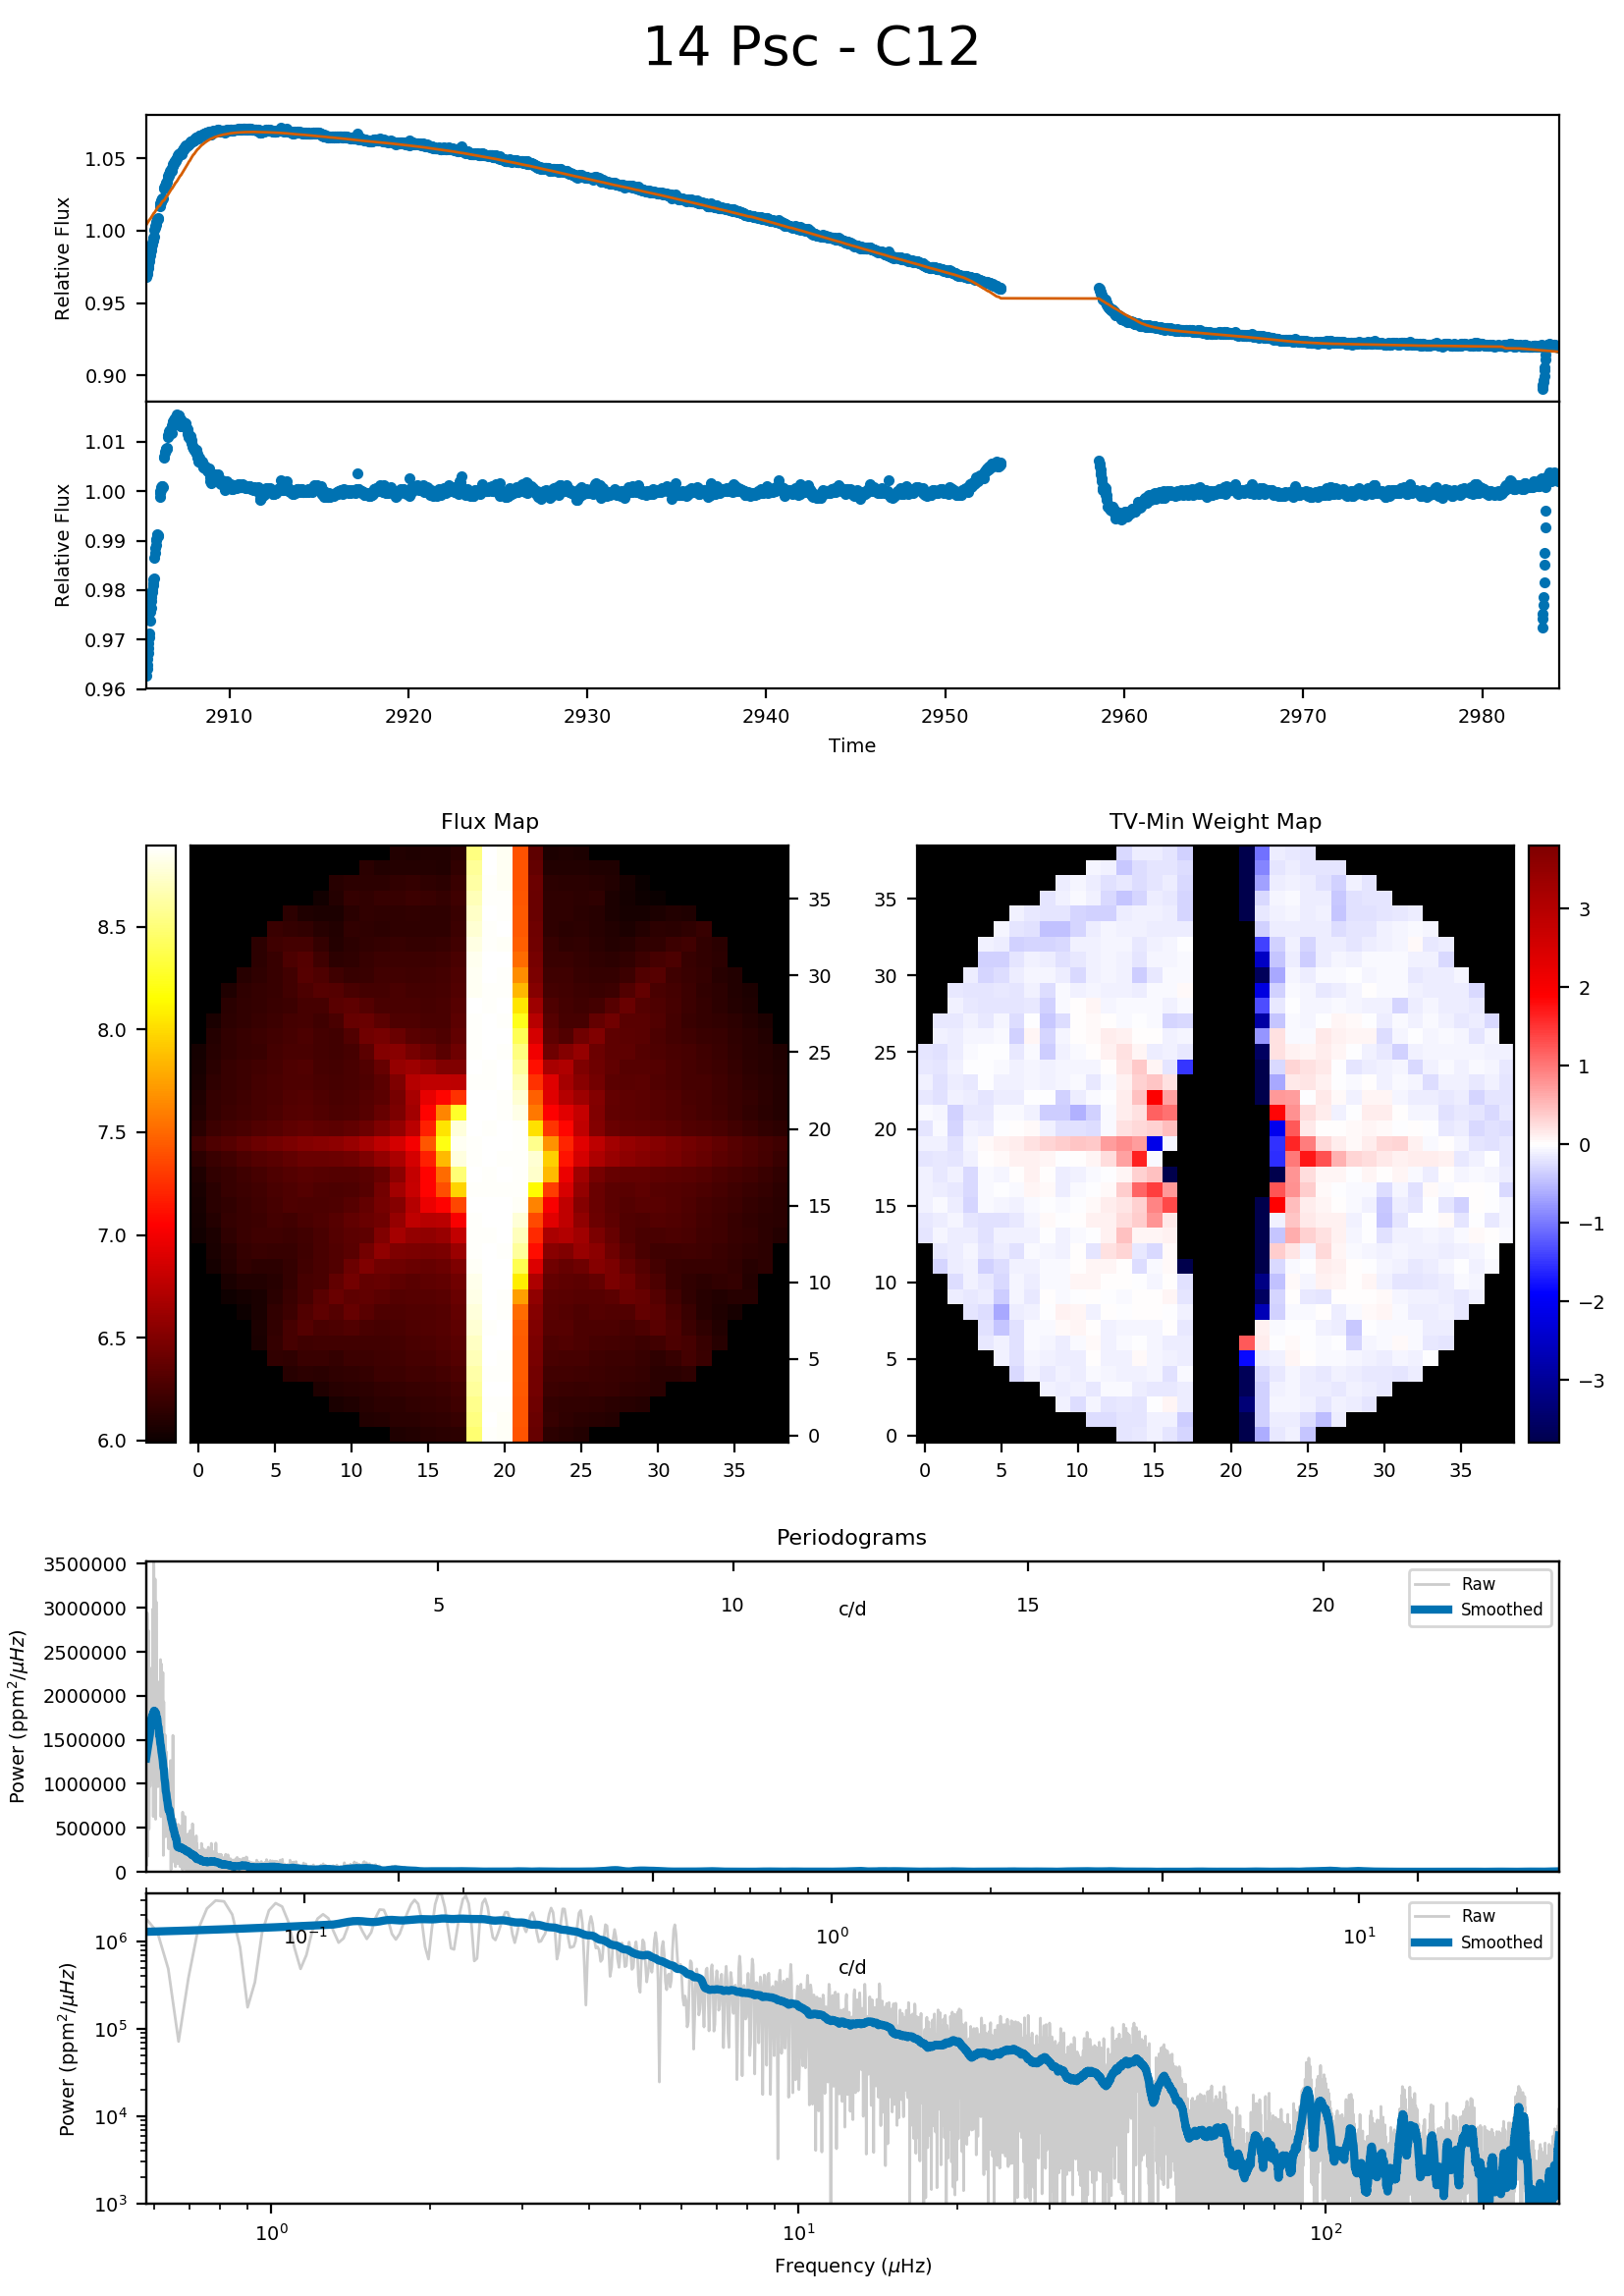 14 Psc - C12
1.05
1.00
0.95
0.90
Relative Flux
1.01
1.00
0.99
0.98
0.97
0.96
Relative Flux
2910 2920 2930 2940 2950 2960 2970 2980
Time
Flux Map
TV-Min Weight Map
8.5
8.0
7.5
7.0
6.5
6.0
35
30
25
20
15
10
5
0
0 5 10 15 20 25 30 35
35
30
25
20
15
10
5
0
0 5 10 15 20 25 30 35
3
2
1
0
−1
−2
−3
Periodograms
3500000
3000000
2500000
2000000
1500000
1000000
500000
0
Power (ppm²/μHz)
5 10 15 20
c/d
Raw
Smoothed
10⁻¹ 10⁰ 10¹
c/d
Raw
Smoothed
10⁶
10⁵
10⁴
10³
Power (ppm²/μHz)
10⁰ 10¹ 10²
Frequency (μHz)